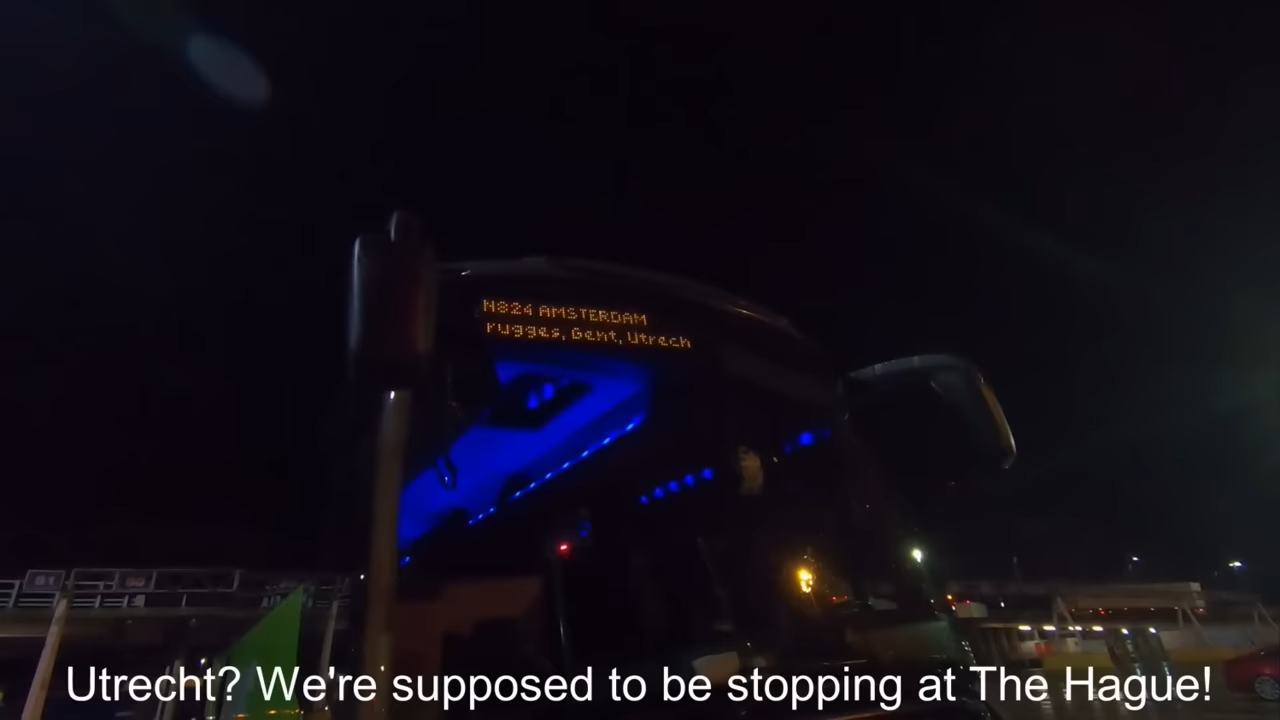 N824 AMSTERDAM
rugges, Gent, Utrech
Utrecht? We're supposed to be stopping at The Hague!